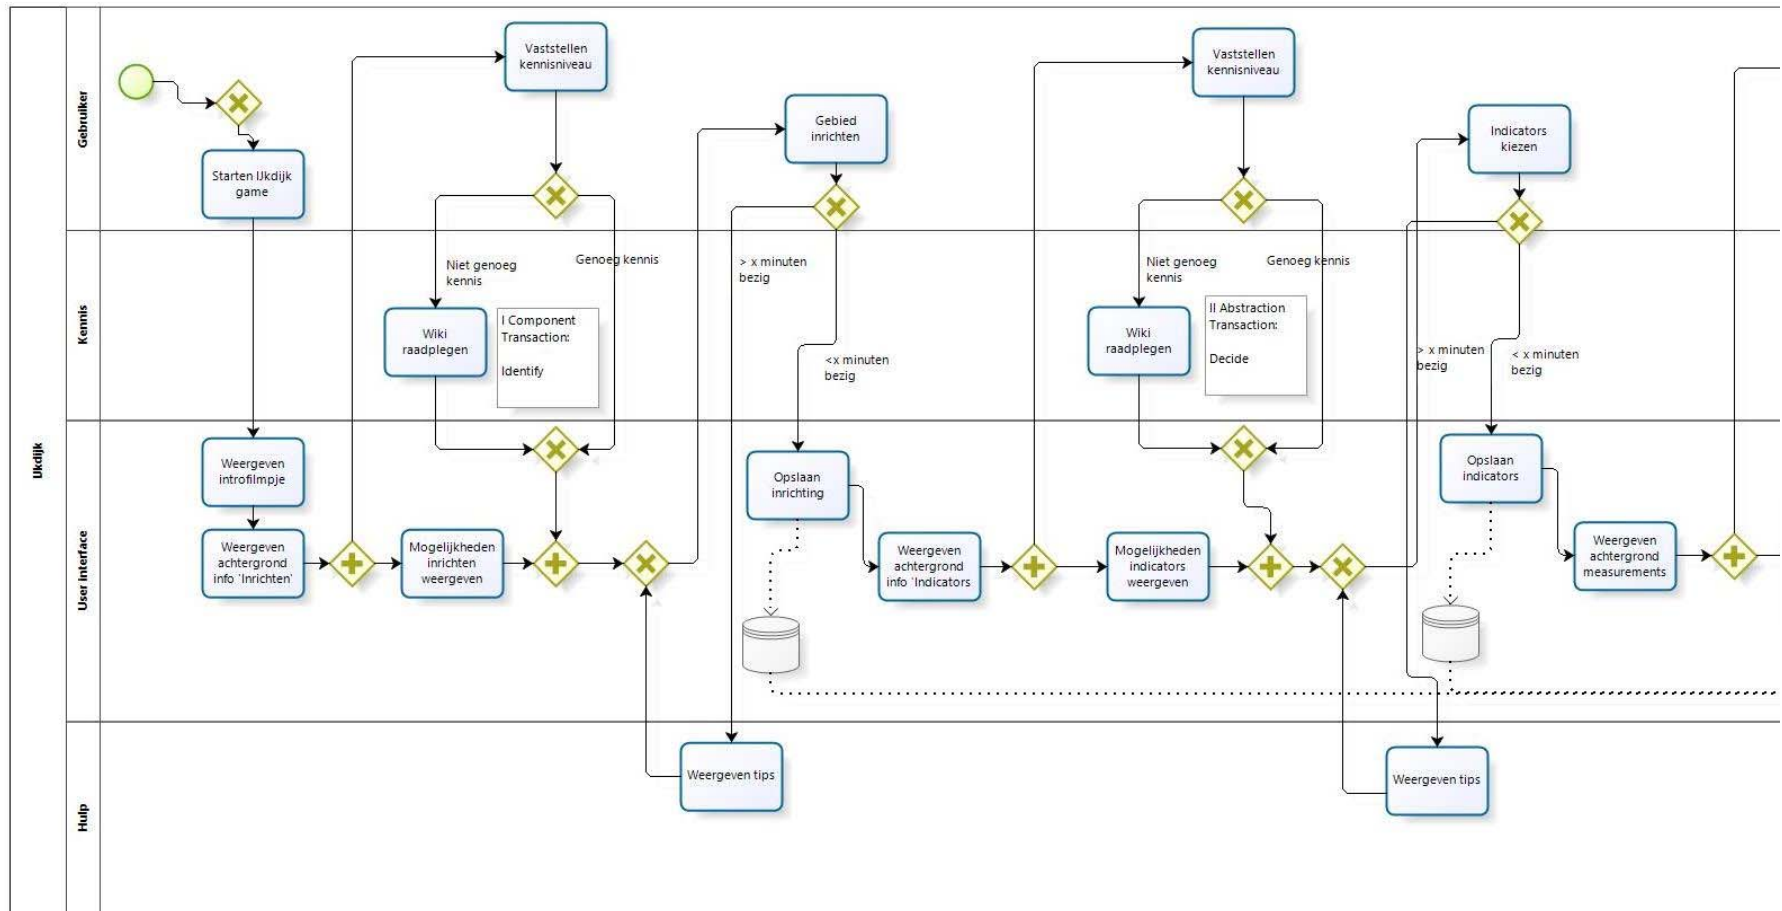 IJkdijk
Gebruiker
Vaststellen
kennisniveau
Vaststellen
kennisniveau
Gebied
inrichten
Indicators
kiezen
Starten IJkdijk
game
Kennis
Niet genoeg
kennis
Genoeg kennis
> x minuten
bezig
Niet genoeg
kennis
Genoeg kennis
Wiki
raadplegen
I Component
Transaction:
Identify
<x minuten
bezig
Wiki
raadplegen
II Abstraction
Transaction:
Decide
> x minuten
bezig
< x minuten
bezig
User interface
Weergeven
introfilmpje
Opslaan
inrichting
Opslaan
indicators
Weergeven
achtergrond
info 'Inrichten'
Mogelijkheden
inrichten
weergeven
Weergeven
achtergrond
info 'Indicators
Mogelijkheden
indicators
weergeven
Weergeven
achtergrond
measurements
Hulp
Weergeven tips
Weergeven tips